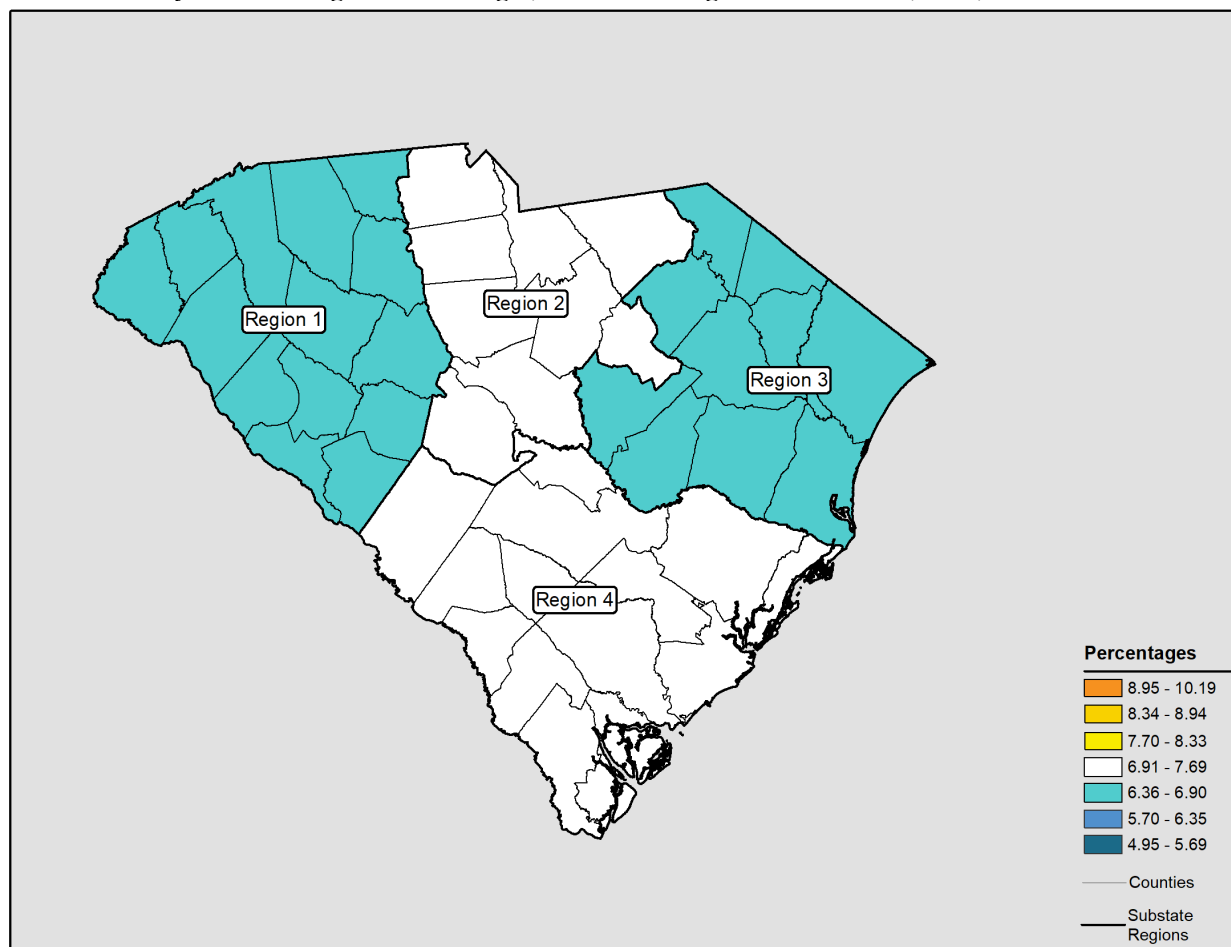 Region 1
Region 2
Region 3
Region 4
Percentages
8.95 - 10.19
8.34 - 8.94
7.70 - 8.33
6.91 - 7.69
6.36 - 6.90
5.70 - 6.35
4.95 - 5.69
Counties
Substate
Regions